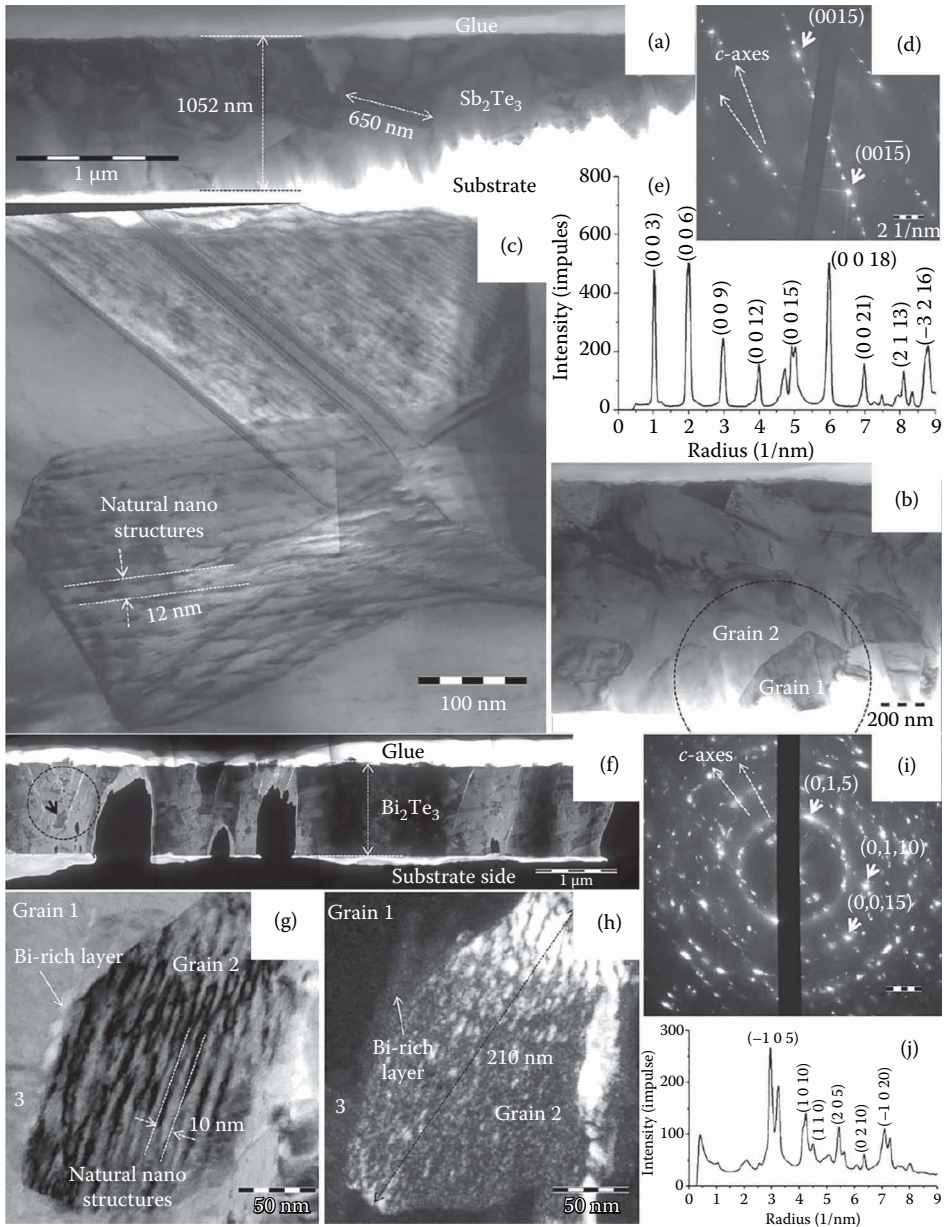 Glue
(a)
1052 nm
650 nm
Sb₂Te₃
1 μm
Substrate
(d)
(0015)
c-axes
(001̅5̅)
2 1/nm
(c)
Natural nano
structures
12 nm
100 nm
(e)
Intensity (impules)
800
600
400
200
0
(0 0 3)
(0 0 6)
(0 0 9)
(0 0 12)
(0 0 15)
(0 0 18)
(0 0 21)
(2 1 13)
(−3 2 16)
0 1 2 3 4 5 6 7 8 9
Radius (1/nm)
(b)
Grain 2
Grain 1
200 nm
Glue
(f)
Bi₂Te₃
1 μm
Substrate side
(i)
c-axes
(0,1,5)
(0,1,10)
(0,0,15)
Grain 1
(g)
Bi-rich layer
Grain 2
3
10 nm
Natural nano
structures
50 nm
Grain 1
(h)
Bi-rich
layer
210 nm
3
Grain 2
50 nm
(j)
Intensity (impulse)
300
200
100
0
(−1 0 5)
(1 0 10)
(1 1 0)
(2 0 5)
(0 2 10)
(−1 0 20)
0 1 2 3 4 5 6 7 8 9
Radius (1/nm)